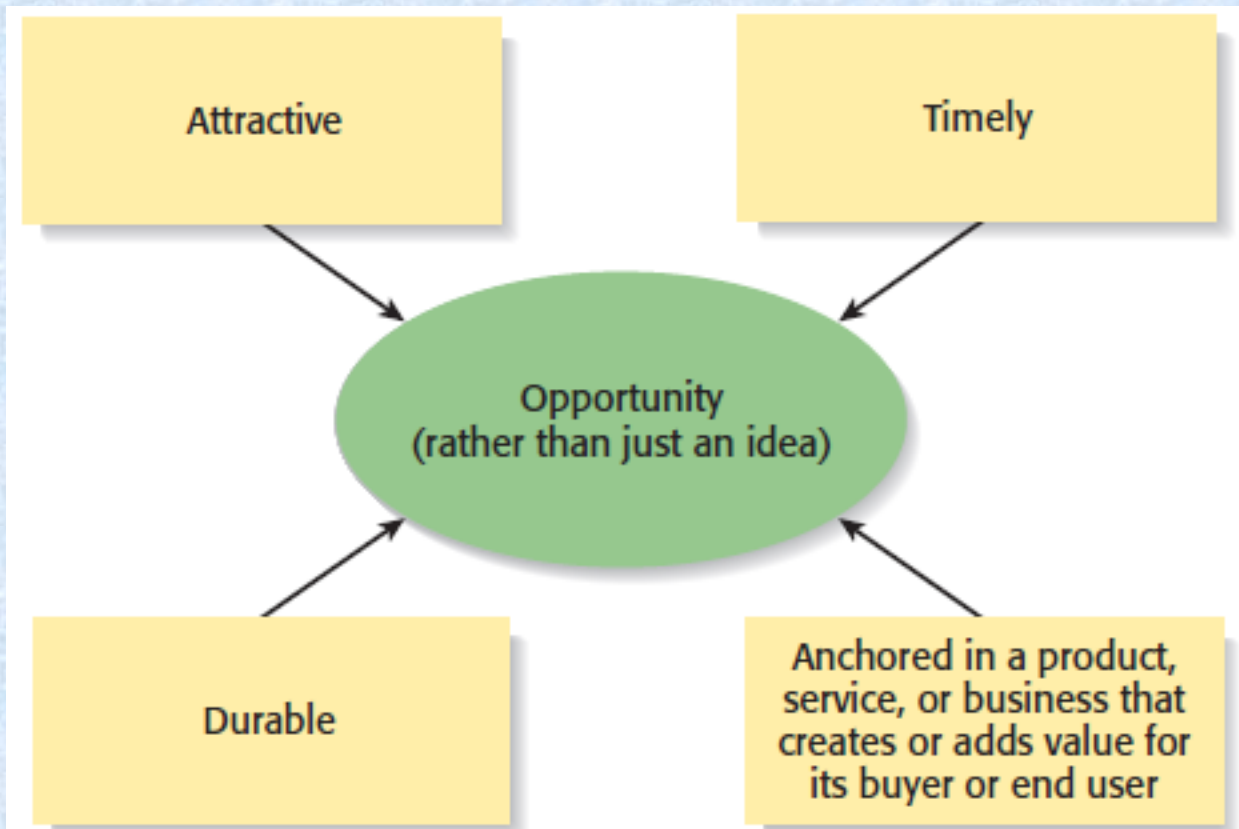 Attractive
Timely
Opportunity
(rather than just an idea)
Durable
Anchored in a product,
service, or business that
creates or adds value for
its buyer or end user